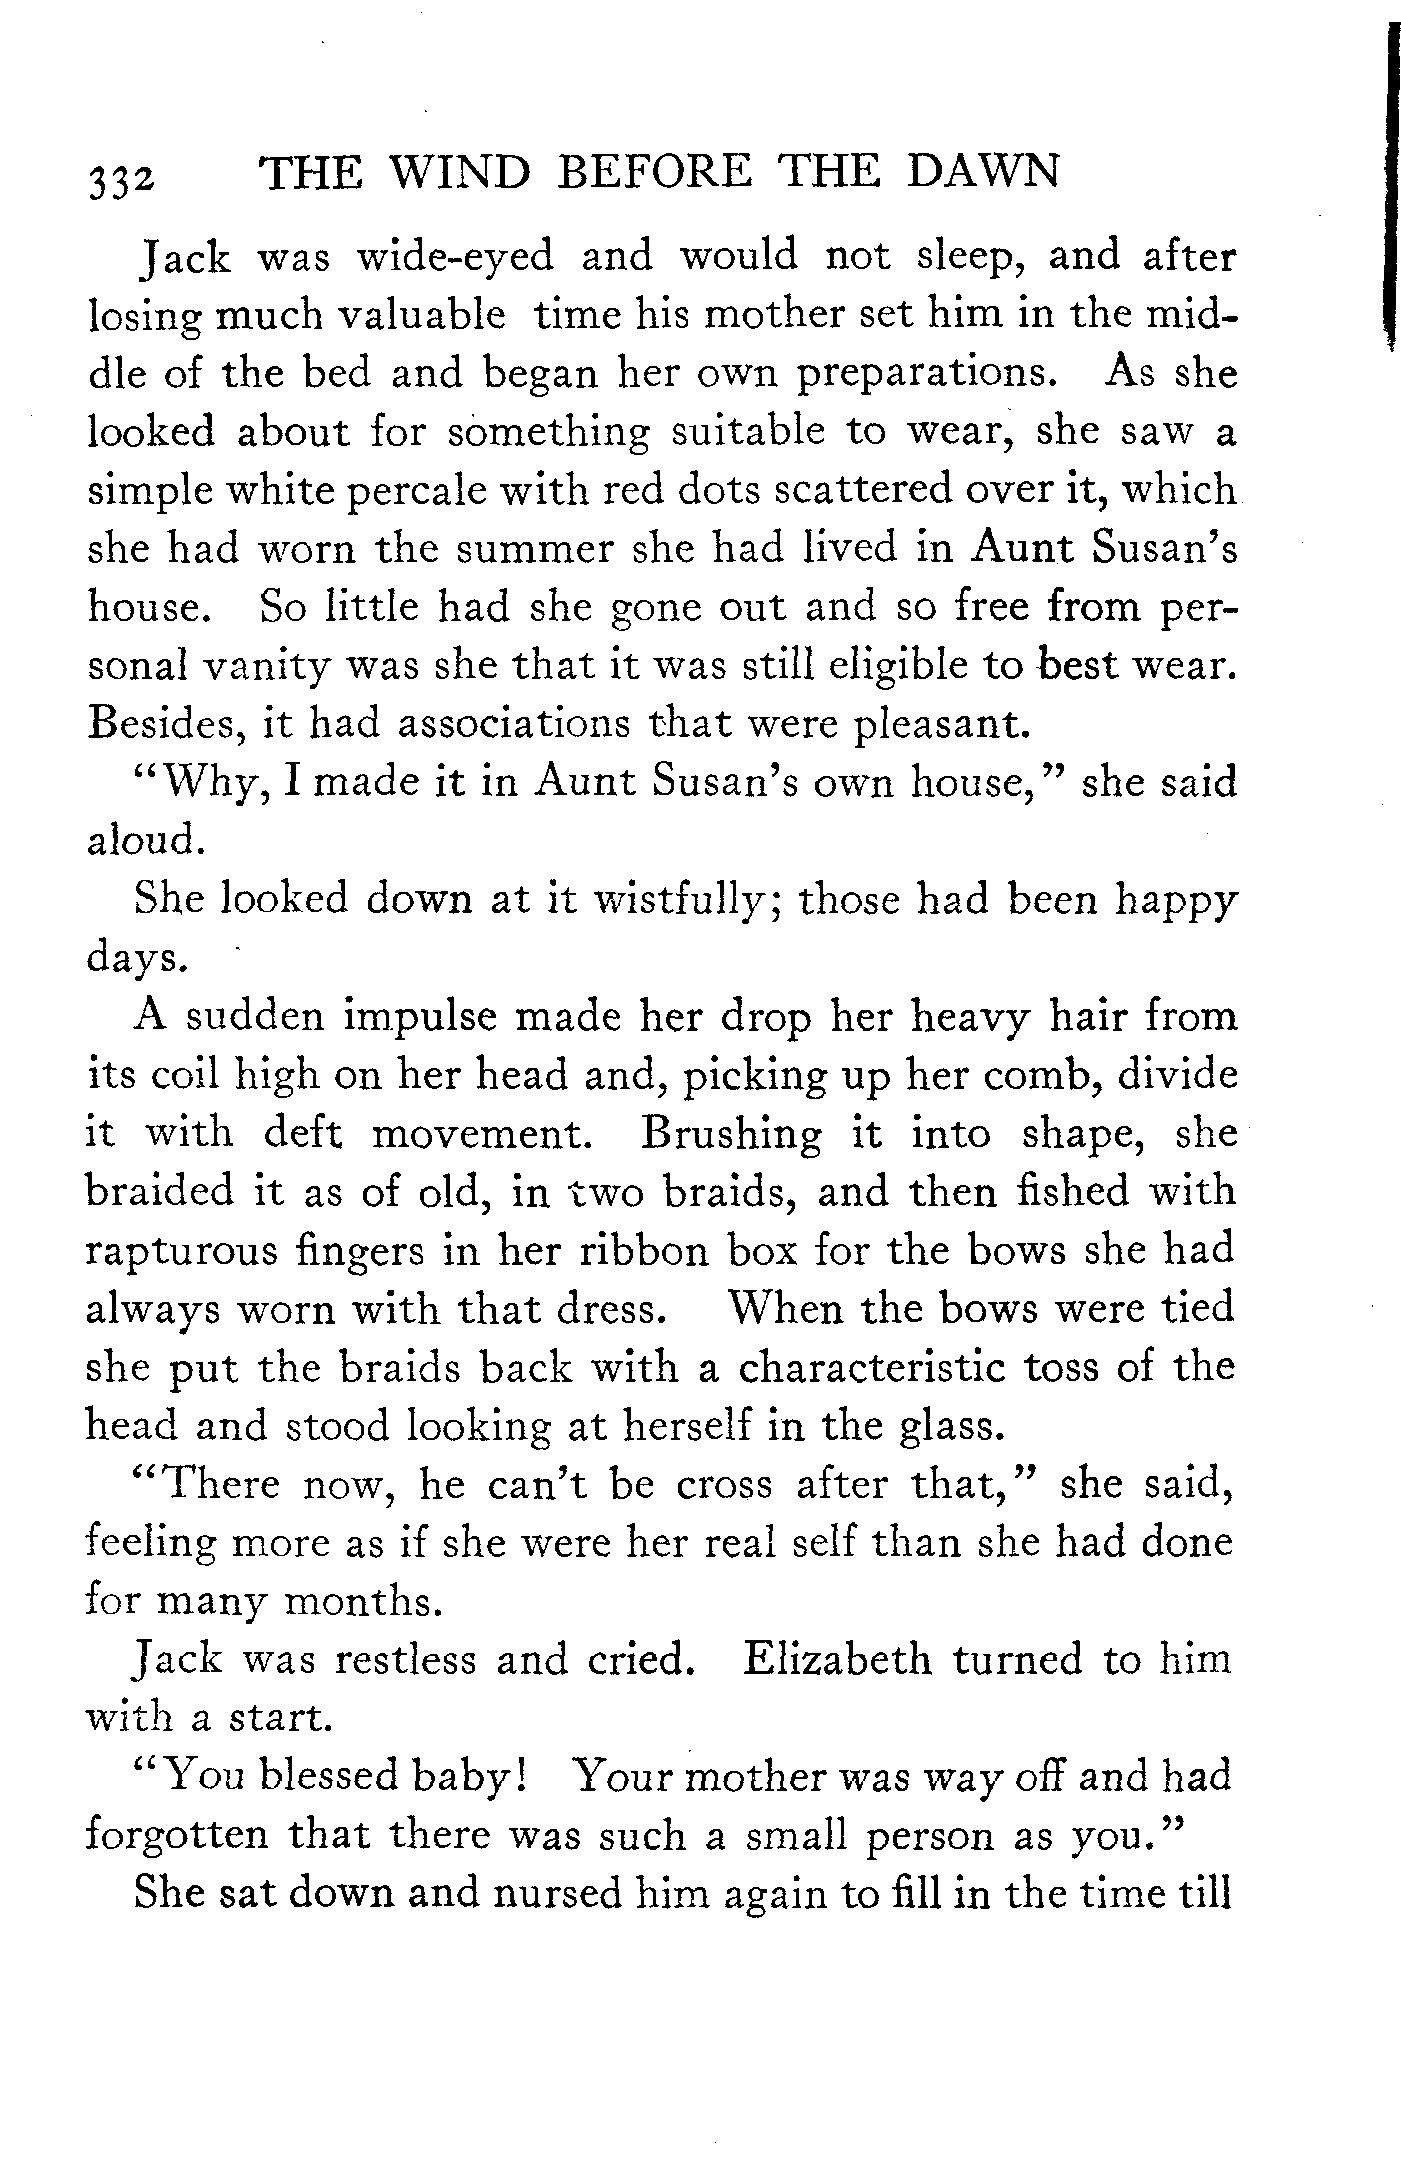 332 THE WIND BEFORE THE DAWN
Jack was wide-eyed and would not sleep, and after
losing much valuable time his mother set him in the mid-
dle of the bed and began her own preparations. As she
looked about for something suitable to wear, she saw a
simple white percale with red dots scattered over it, which
she had worn the summer she had lived in Aunt Susan's
house. So little had she gone out and so free from per-
sonal vanity was she that it was still eligible to best wear.
Besides, it had associations that were pleasant.
"Why, I made it in Aunt Susan's own house," she said
aloud.
She looked down at it wistfully; those had been happy
days.
A sudden impulse made her drop her heavy hair from
its coil high on her head and, picking up her comb, divide
it with deft movement. Brushing it into shape, she
braided it as of old, in two braids, and then fished with
rapturous fingers in her ribbon box for the bows she had
always worn with that dress. When the bows were tied
she put the braids back with a characteristic toss of the
head and stood looking at herself in the glass.
"There now, he can't be cross after that," she said,
feeling more as if she were her real self than she had done
for many months.
Jack was restless and cried. Elizabeth turned to him
with a start.
"You blessed baby! Your mother was way off and had
forgotten that there was such a small person as you."
She sat down and nursed him again to fill in the time till